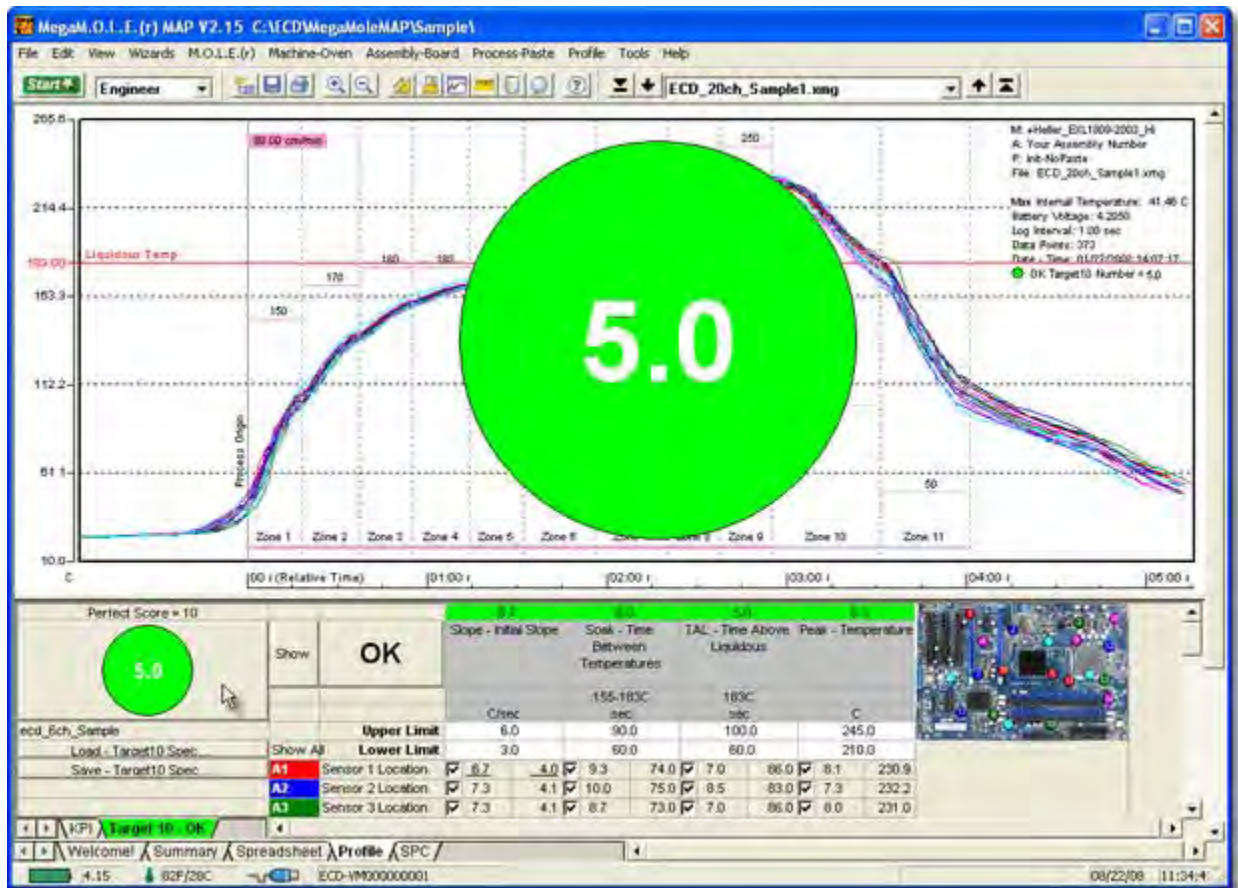 MegaM.O.L.E.(r) MAP V2.15 C:\ECD\MegaMoleMAP\Sample\
File Edit View Wizards M.O.L.E.(r) Machine-Oven Assembly-Board Process-Paste Profile Tools Help
Start Engineer ECD_20ch_Sample1.xmg
265.6
250
M: +Heller_EXL1809-2003_Hi
A: Your Assembly Number
P: Init-NoPaste
File: ECD_20ch_Sample1.xmg
Max Internal Temperature: 41.46 C
Battery Voltage: 4.2050
Log Interval: 1.00 sec
Data Points: 373
OK Target10 Number = 5.0
214.4
Liquidous Temp
183.00
180 180
170
163.3
150
5.0
112.2
Process Origin
61.1
50
Zone 1 Zone 2 Zone 3 Zone 4 Zone 5 Zone 6 Zone 9 Zone 10 Zone 11
10.0
C 00 r (Relative Time) 01:00 r 02:00 r 03:00 r 04:00 r 05:00 r
Perfect Score = 10
5.0
Show OK
Slope - Initial Slope Soak - Time Between Temperatures TAL - Time Above Liquidous Peak - Temperature
155-183C 183C
C/sec sec sec C
ecd_6ch_Sample Upper Limit 6.0 90.0 100.0 245.0
Load - Target10 Spec Show All Lower Limit 3.0 60.0 60.0 210.0
Save - Target10 Spec A1 Sensor 1 Location 6.7 4.0 9.3 74.0 7.0 86.0 8.1 230.9
A2 Sensor 2 Location 7.3 4.1 10.0 75.0 8.5 83.0 7.3 232.2
A3 Sensor 3 Location 7.3 4.1 8.7 73.0 7.0 86.0 8.0 231.0
KPI Target 10 - OK
Welcome! Summary Spreadsheet Profile SPC
4.15 82F/28C ECD-VM000000001 08/22/08 11:34:4